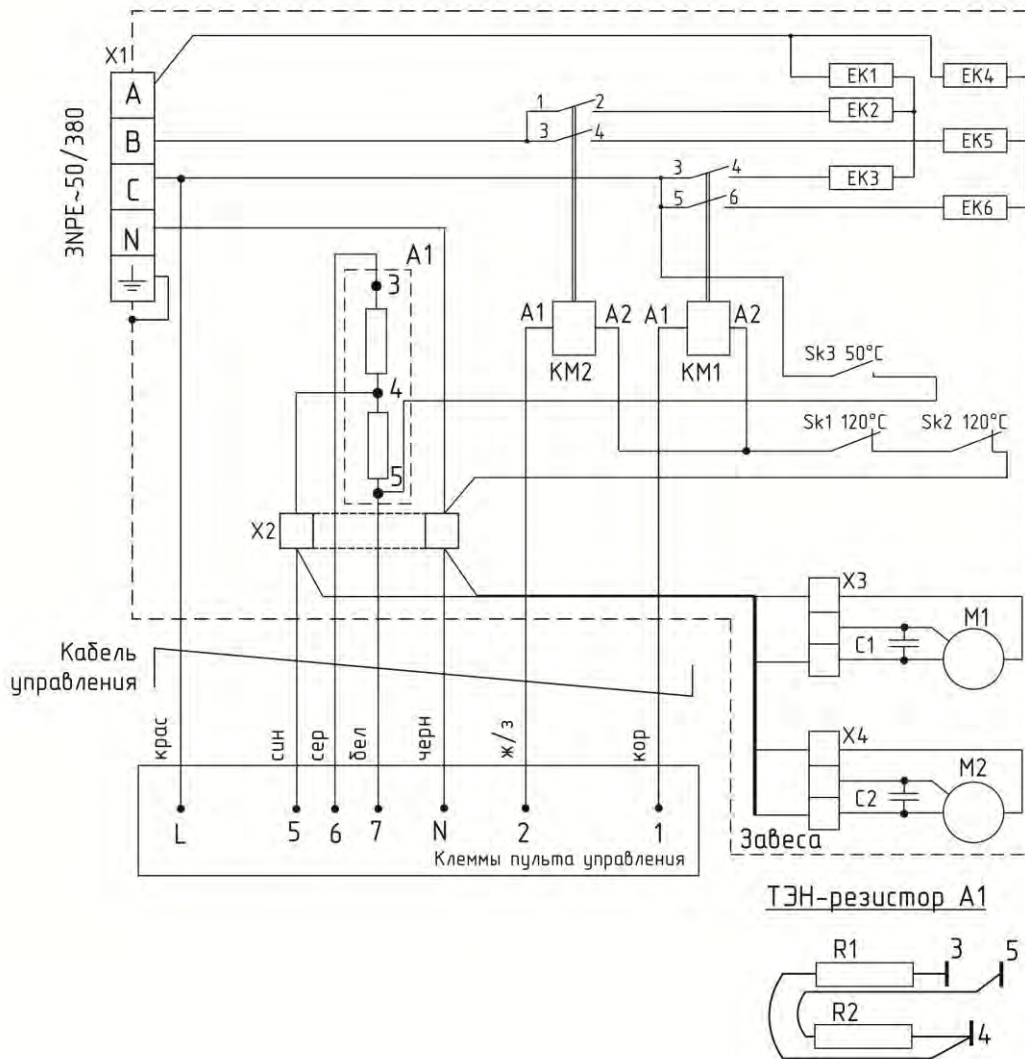 X1
A
B
C
N
3NPE~50/380
EK1
EK4
1
2
EK2
3
4
EK5
3
4
EK3
5
6
EK6
A1
3
4
5
A1
A2
KM2
A1
A2
KM1
Sk3 50°C
Sk1 120°C
Sk2 120°C
X2
X3
M1
C1
X4
M2
C2
Завеса
Кабель
управления
крас
син
сер
бел
черн
ж/з
кор
L
5
6
7
N
2
1
Клеммы пульта управления
ТЭН-резистор А1
R1
3
5
R2
4